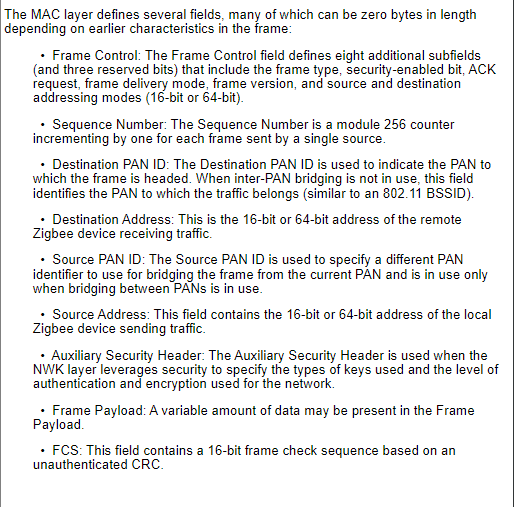 The MAC layer defines several fields, many of which can be zero bytes in length
depending on earlier characteristics in the frame:
• Frame Control: The Frame Control field defines eight additional subfields
(and three reserved bits) that include the frame type, security-enabled bit, ACK
request, frame delivery mode, frame version, and source and destination
addressing modes (16-bit or 64-bit).
• Sequence Number: The Sequence Number is a module 256 counter
incrementing by one for each frame sent by a single source.
• Destination PAN ID: The Destination PAN ID is used to indicate the PAN to
which the frame is headed. When inter-PAN bridging is not in use, this field
identifies the PAN to which the traffic belongs (similar to an 802.11 BSSID).
• Destination Address: This is the 16-bit or 64-bit address of the remote
Zigbee device receiving traffic.
• Source PAN ID: The Source PAN ID is used to specify a different PAN
identifier to use for bridging the frame from the current PAN and is in use only
when bridging between PANs is in use.
• Source Address: This field contains the 16-bit or 64-bit address of the local
Zigbee device sending traffic.
• Auxiliary Security Header: The Auxiliary Security Header is used when the
NWK layer leverages security to specify the types of keys used and the level of
authentication and encryption used for the network.
• Frame Payload: A variable amount of data may be present in the Frame
Payload.
• FCS: This field contains a 16-bit frame check sequence based on an
unauthenticated CRC.